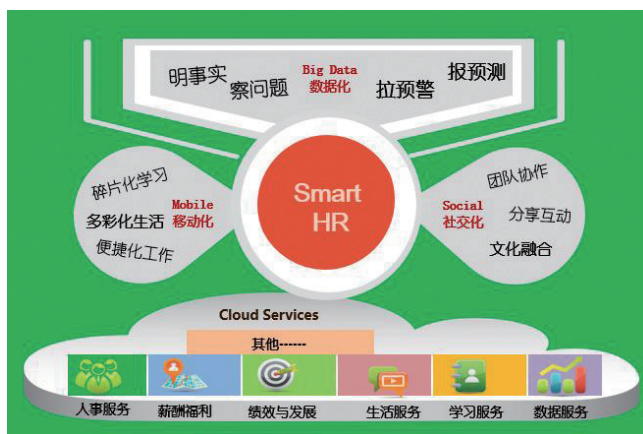 明事实
察问题
Big Data
数据化
拉预警
报预测
碎片化学习
多彩化生活
便捷化工作
Mobile
移动化
Smart
HR
Social
社交化
团队协作
分享互动
文化融合
Cloud Services
其他------
人事服务
薪酬福利
绩效与发展
生活服务
学习服务
数据服务